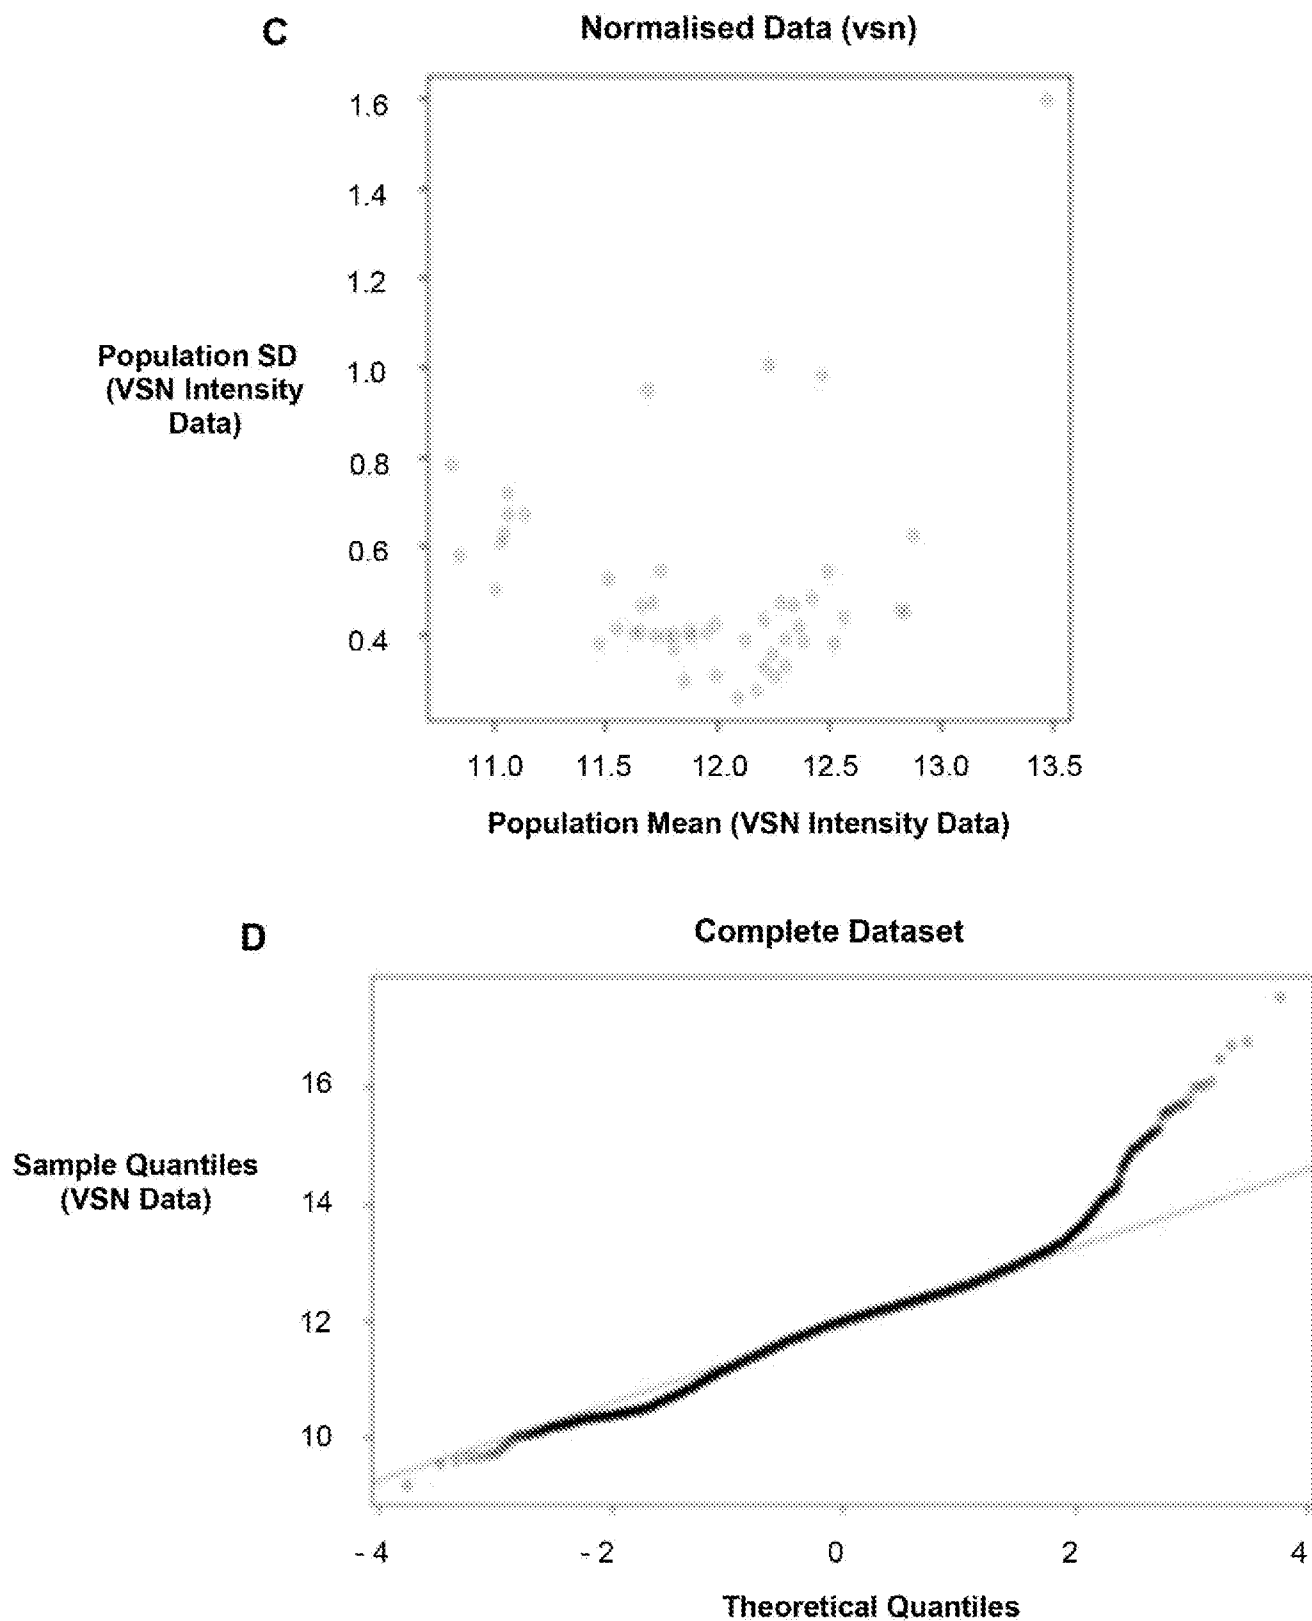 C
Normalised Data (vsn)
1.6
1.4
1.2
1.0
0.8
0.6
0.4
Population SD
(VSN Intensity
Data)
11.0 11.5 12.0 12.5 13.0 13.5
Population Mean (VSN Intensity Data)
D
Complete Dataset
16
14
12
10
Sample Quantiles
(VSN Data)
- 4 - 2 0 2 4
Theoretical Quantiles